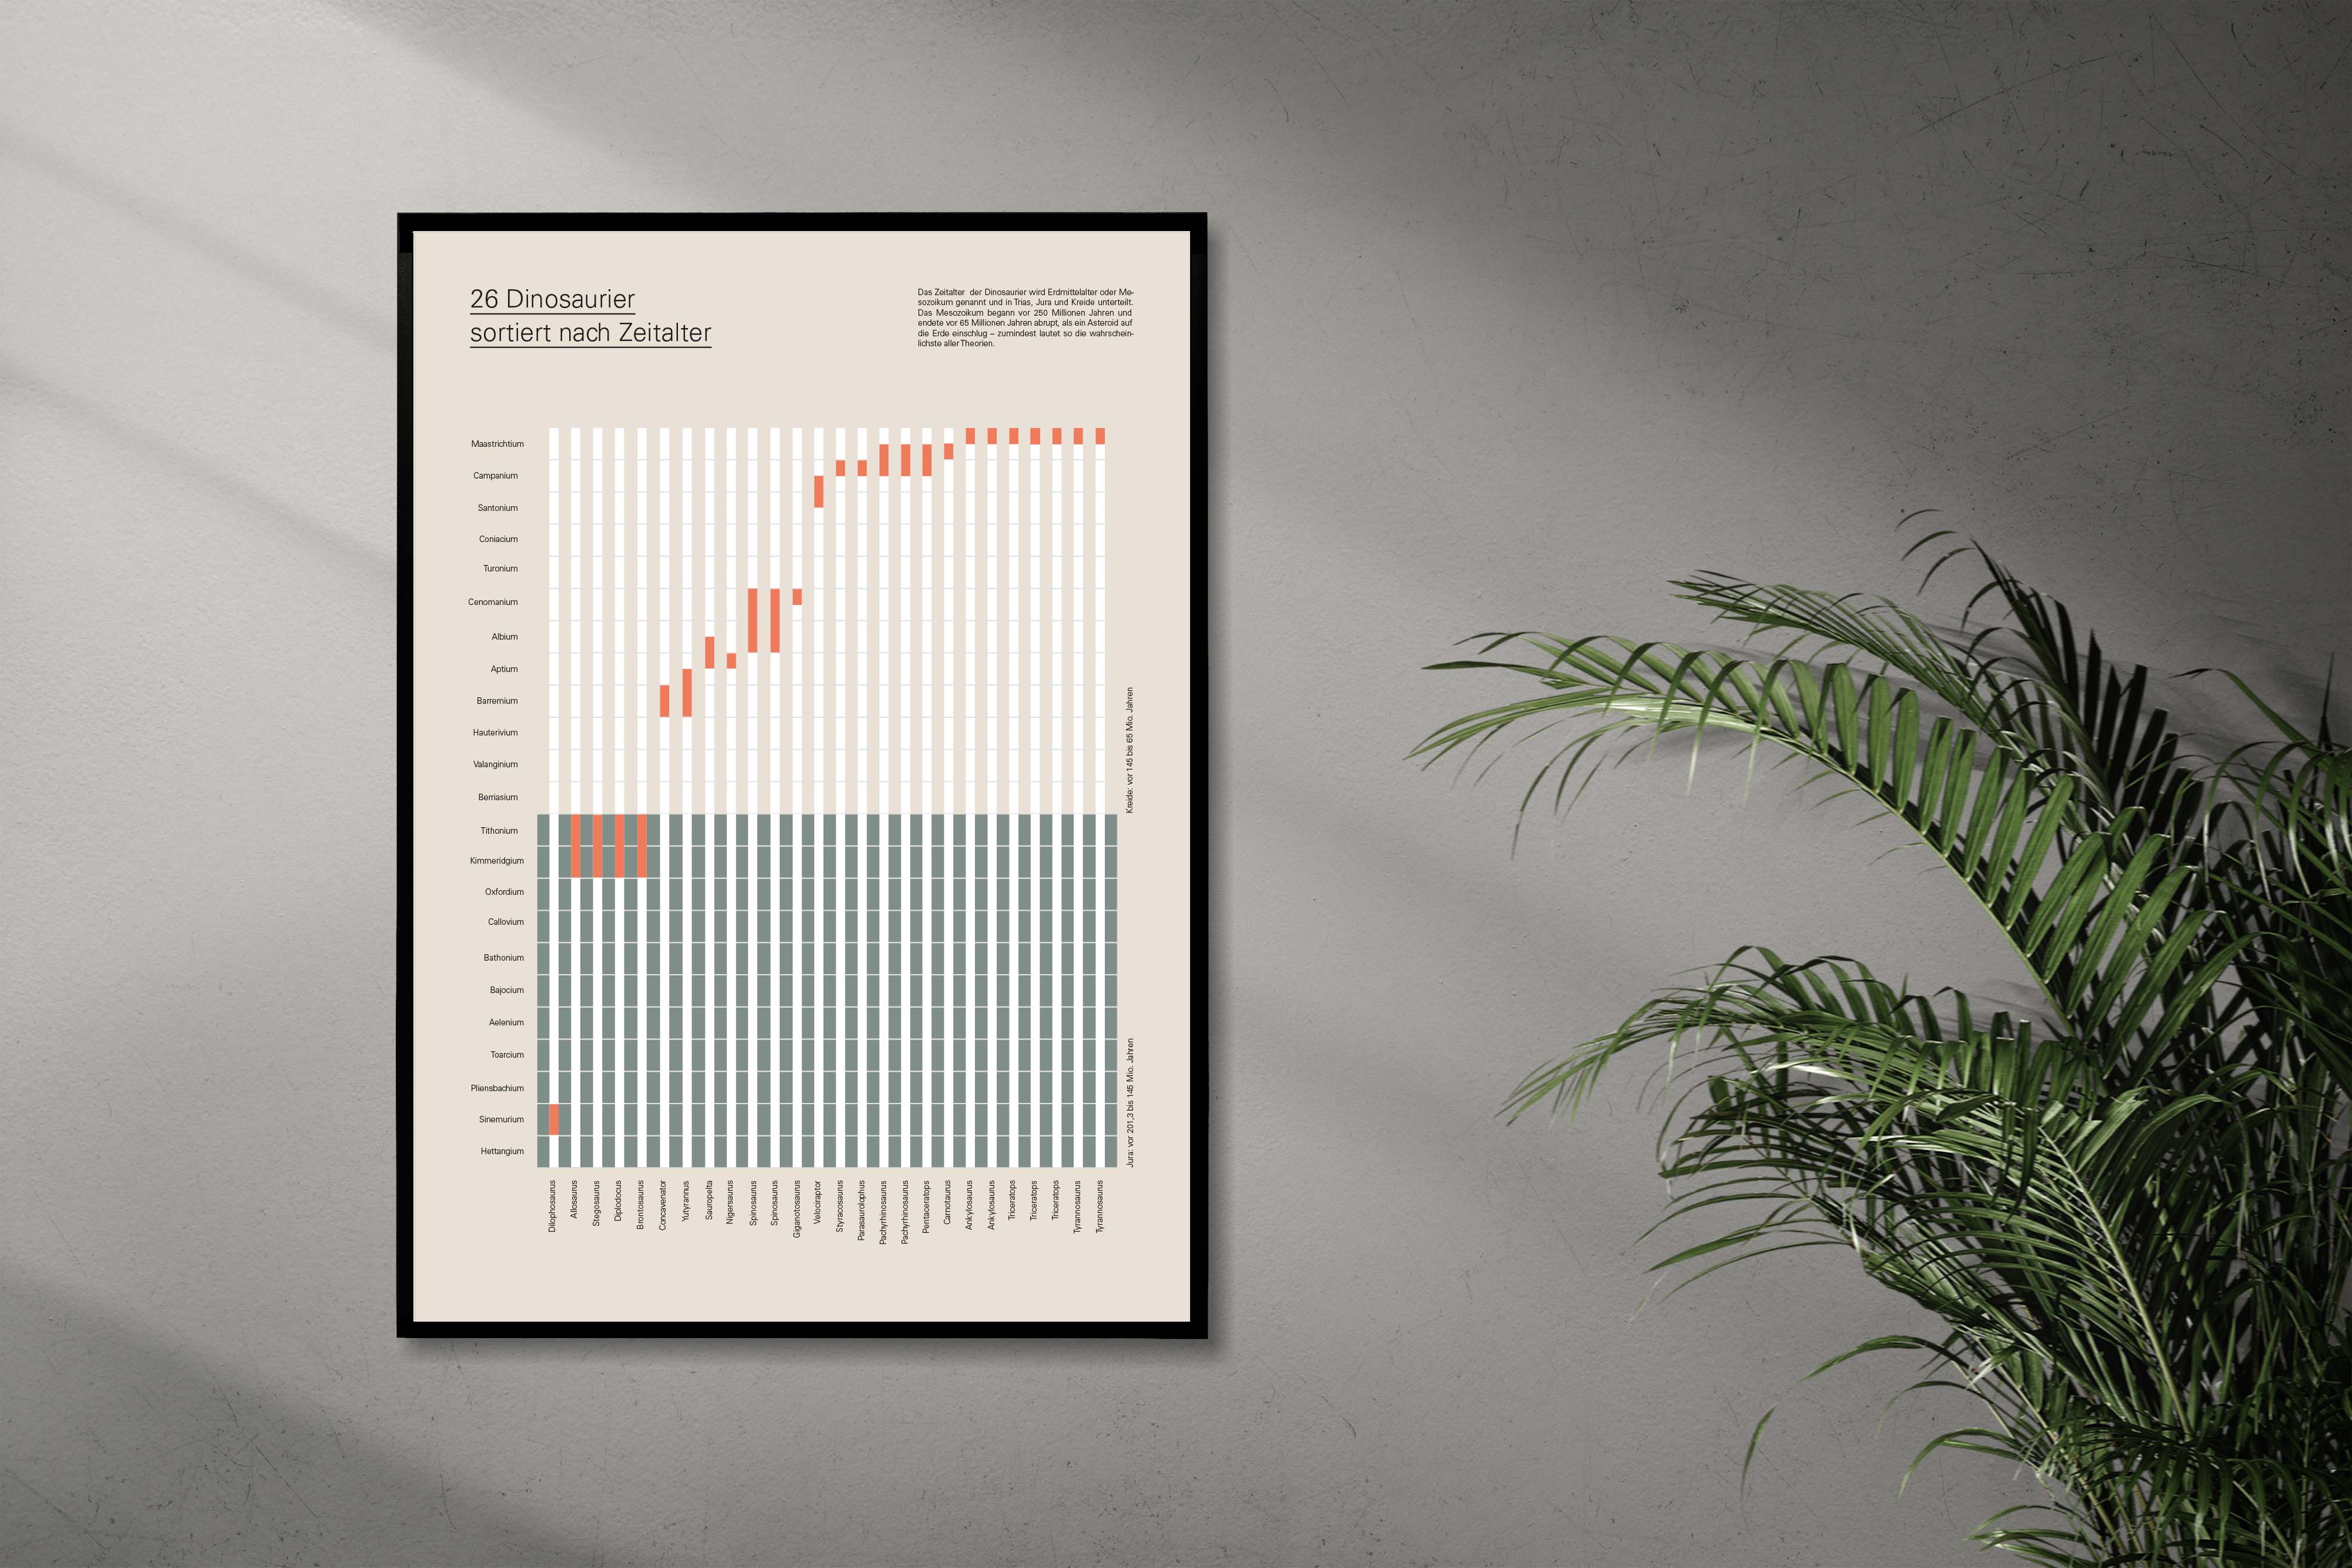 26 Dinosaurier
sortiert nach Zeitalter
Das Zeitalter der Dinosaurier wird Erdmittelalter oder Me-
sozoikum genannt und in Trias, Jura und Kreide unterteilt.
Das Mesozoikum begann vor 250 Millionen Jahren und
endete vor 65 Millionen Jahren abrupt, als ein Asteroid auf
die Erde einschlug – zumindest lautet so die wahrschein-
lichste aller Theorien.
Maastrichtium
Campanium
Santonium
Coniacium
Turonium
Cenomanium
Albium
Aptium
Barremium
Hauterivium
Valanginium
Berriasium
Tithonium
Kimmeridgium
Oxfordium
Callovium
Bathonium
Bajocium
Aelenium
Toarcium
Pliensbachium
Sinemurium
Hettangium
Kreide: vor 145 bis 65 Mio. Jahren
Jura: vor 201,3 bis 145 Mio. Jahren
Dilophosaurus
Allosaurus
Stegosaurus
Diplodocus
Brontosaurus
Concavenator
Yutyrannus
Sauropelta
Nigersaurus
Spinosaurus
Spinosaurus
Giganotosaurus
Velociraptor
Styracosaurus
Parasaurolophus
Pachyrhinosaurus
Pachyrhinosaurus
Pentaceratops
Carnotaurus
Ankylosaurus
Ankylosaurus
Triceratops
Triceratops
Triceratops
Tyrannosaurus
Tyrannosaurus